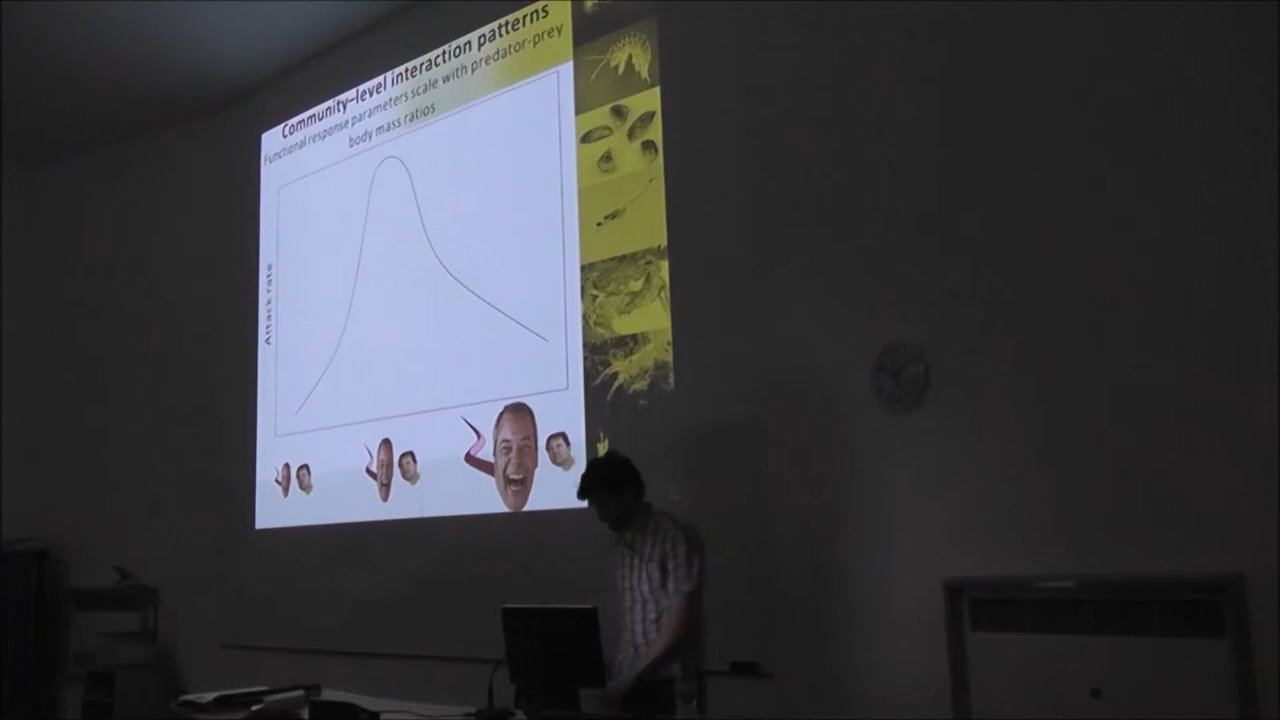 Community–level interaction patterns
Functional response parameters scale with predator-prey
body mass ratios
Attack rate